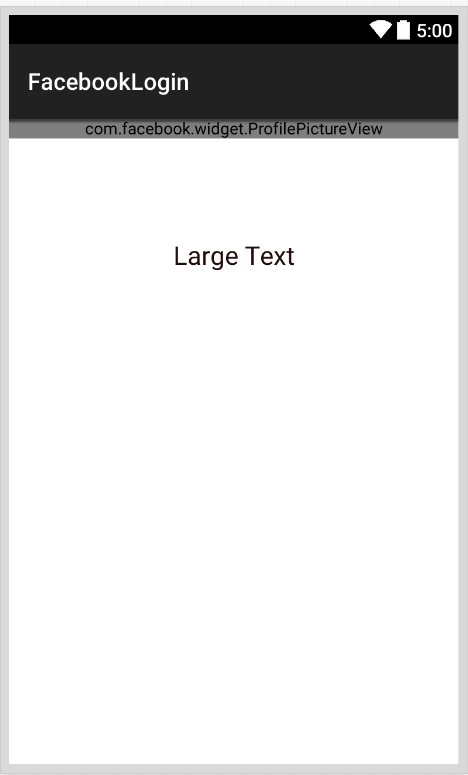 5:00
FacebookLogin
com.facebook.widget.ProfilePictureView
Large Text